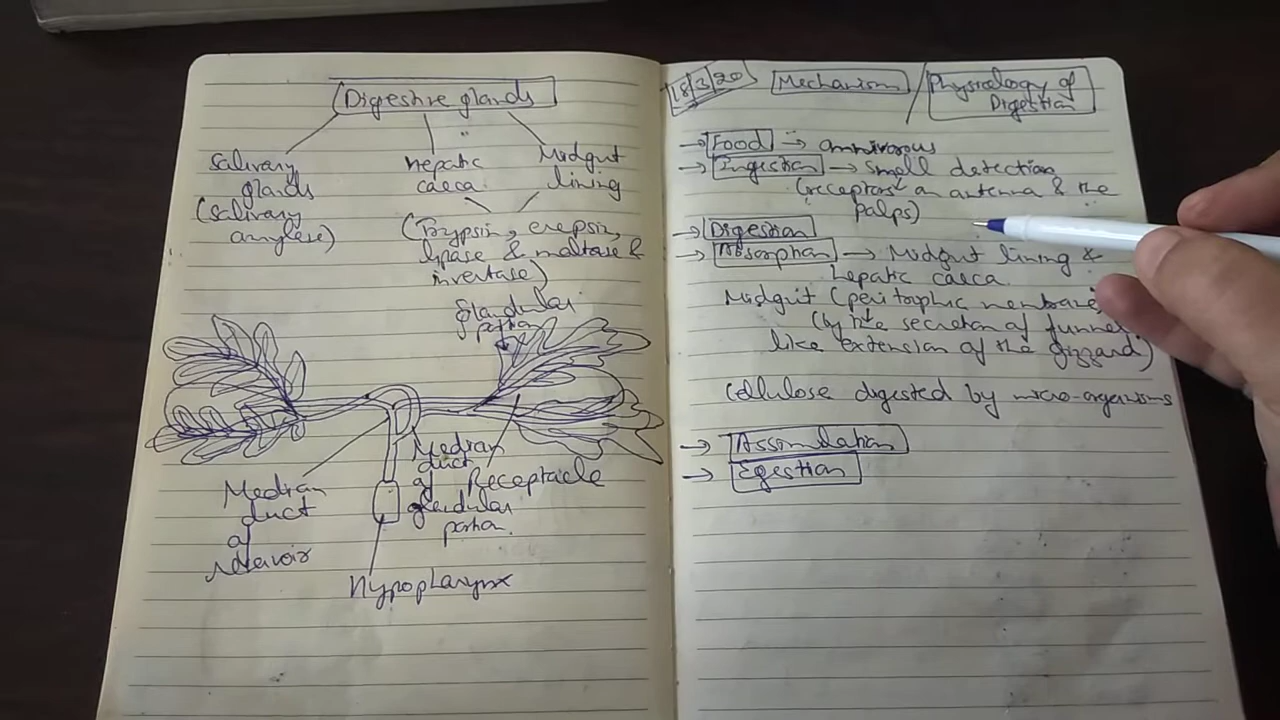 Digestive glands
Salivary
glands
(Salivary
amylase)
Hepatic
caeca
Midgut
lining
(Trypsin, erepsin,
lipase & maltase &
invertase)
Glandular
portion
Median
duct
of
reservoir
Median
duct
of
glandular
portion
Receptacle
Hypopharynx
18/3/20
Mechanism / Physiology of
Digestion
→ Food → omnivorous
→ Ingestion → smell detection
(receptors on antenna & the
palps)
→ Digestion
→ Absorption → Midgut lining &
hepatic caeca
Midgut (peritrophic membrane)
(by the secretion of funnel
like extension of the gizzard)
Cellulose digested by micro-organisms
→ Assimilation
→ Egestion